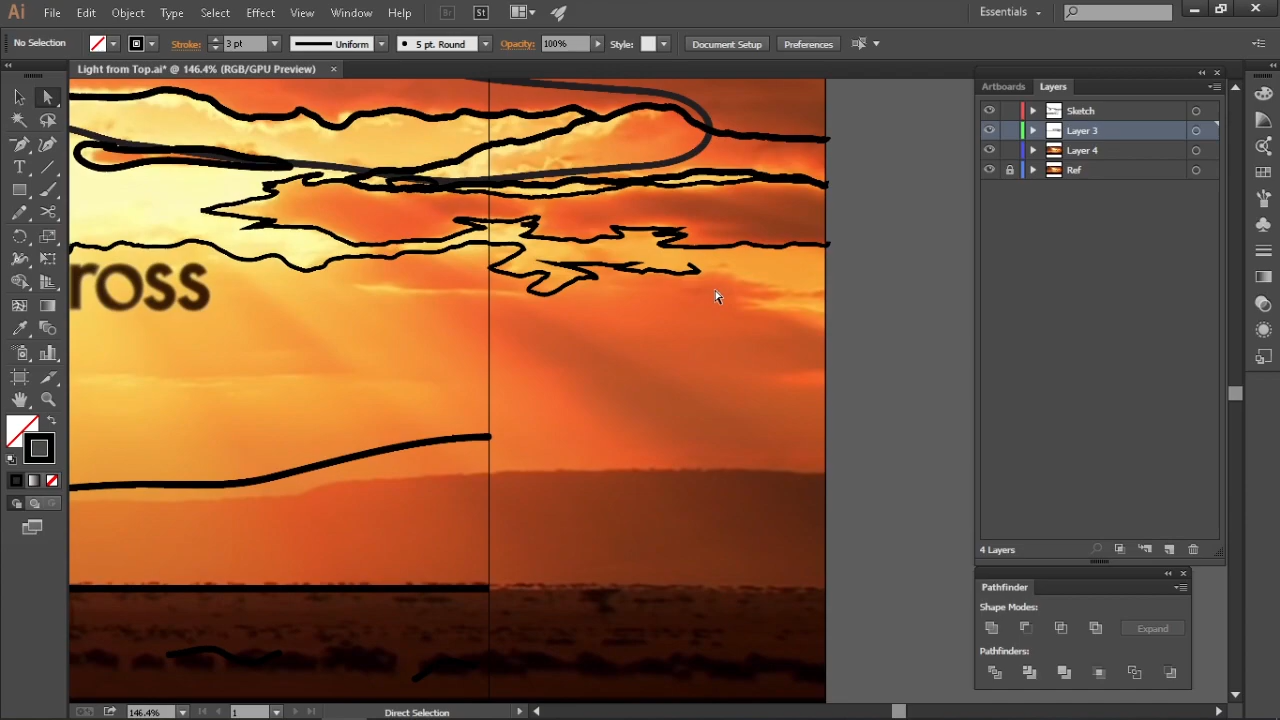 Ai File Edit Object Type Select Effect View Window Help Br St Essentials
No Selection Stroke: 3 pt Uniform 5 pt. Round Opacity: 100% Style: Document Setup Preferences
Light from Top.ai* @ 146.4% (RGB/GPU Preview)
Artboards Layers
Sketch
Layer 3
Layer 4
Ref
ross
4 Layers
Pathfinder
Shape Modes:
Expand
Pathfinders:
146.4% 1 Direct Selection